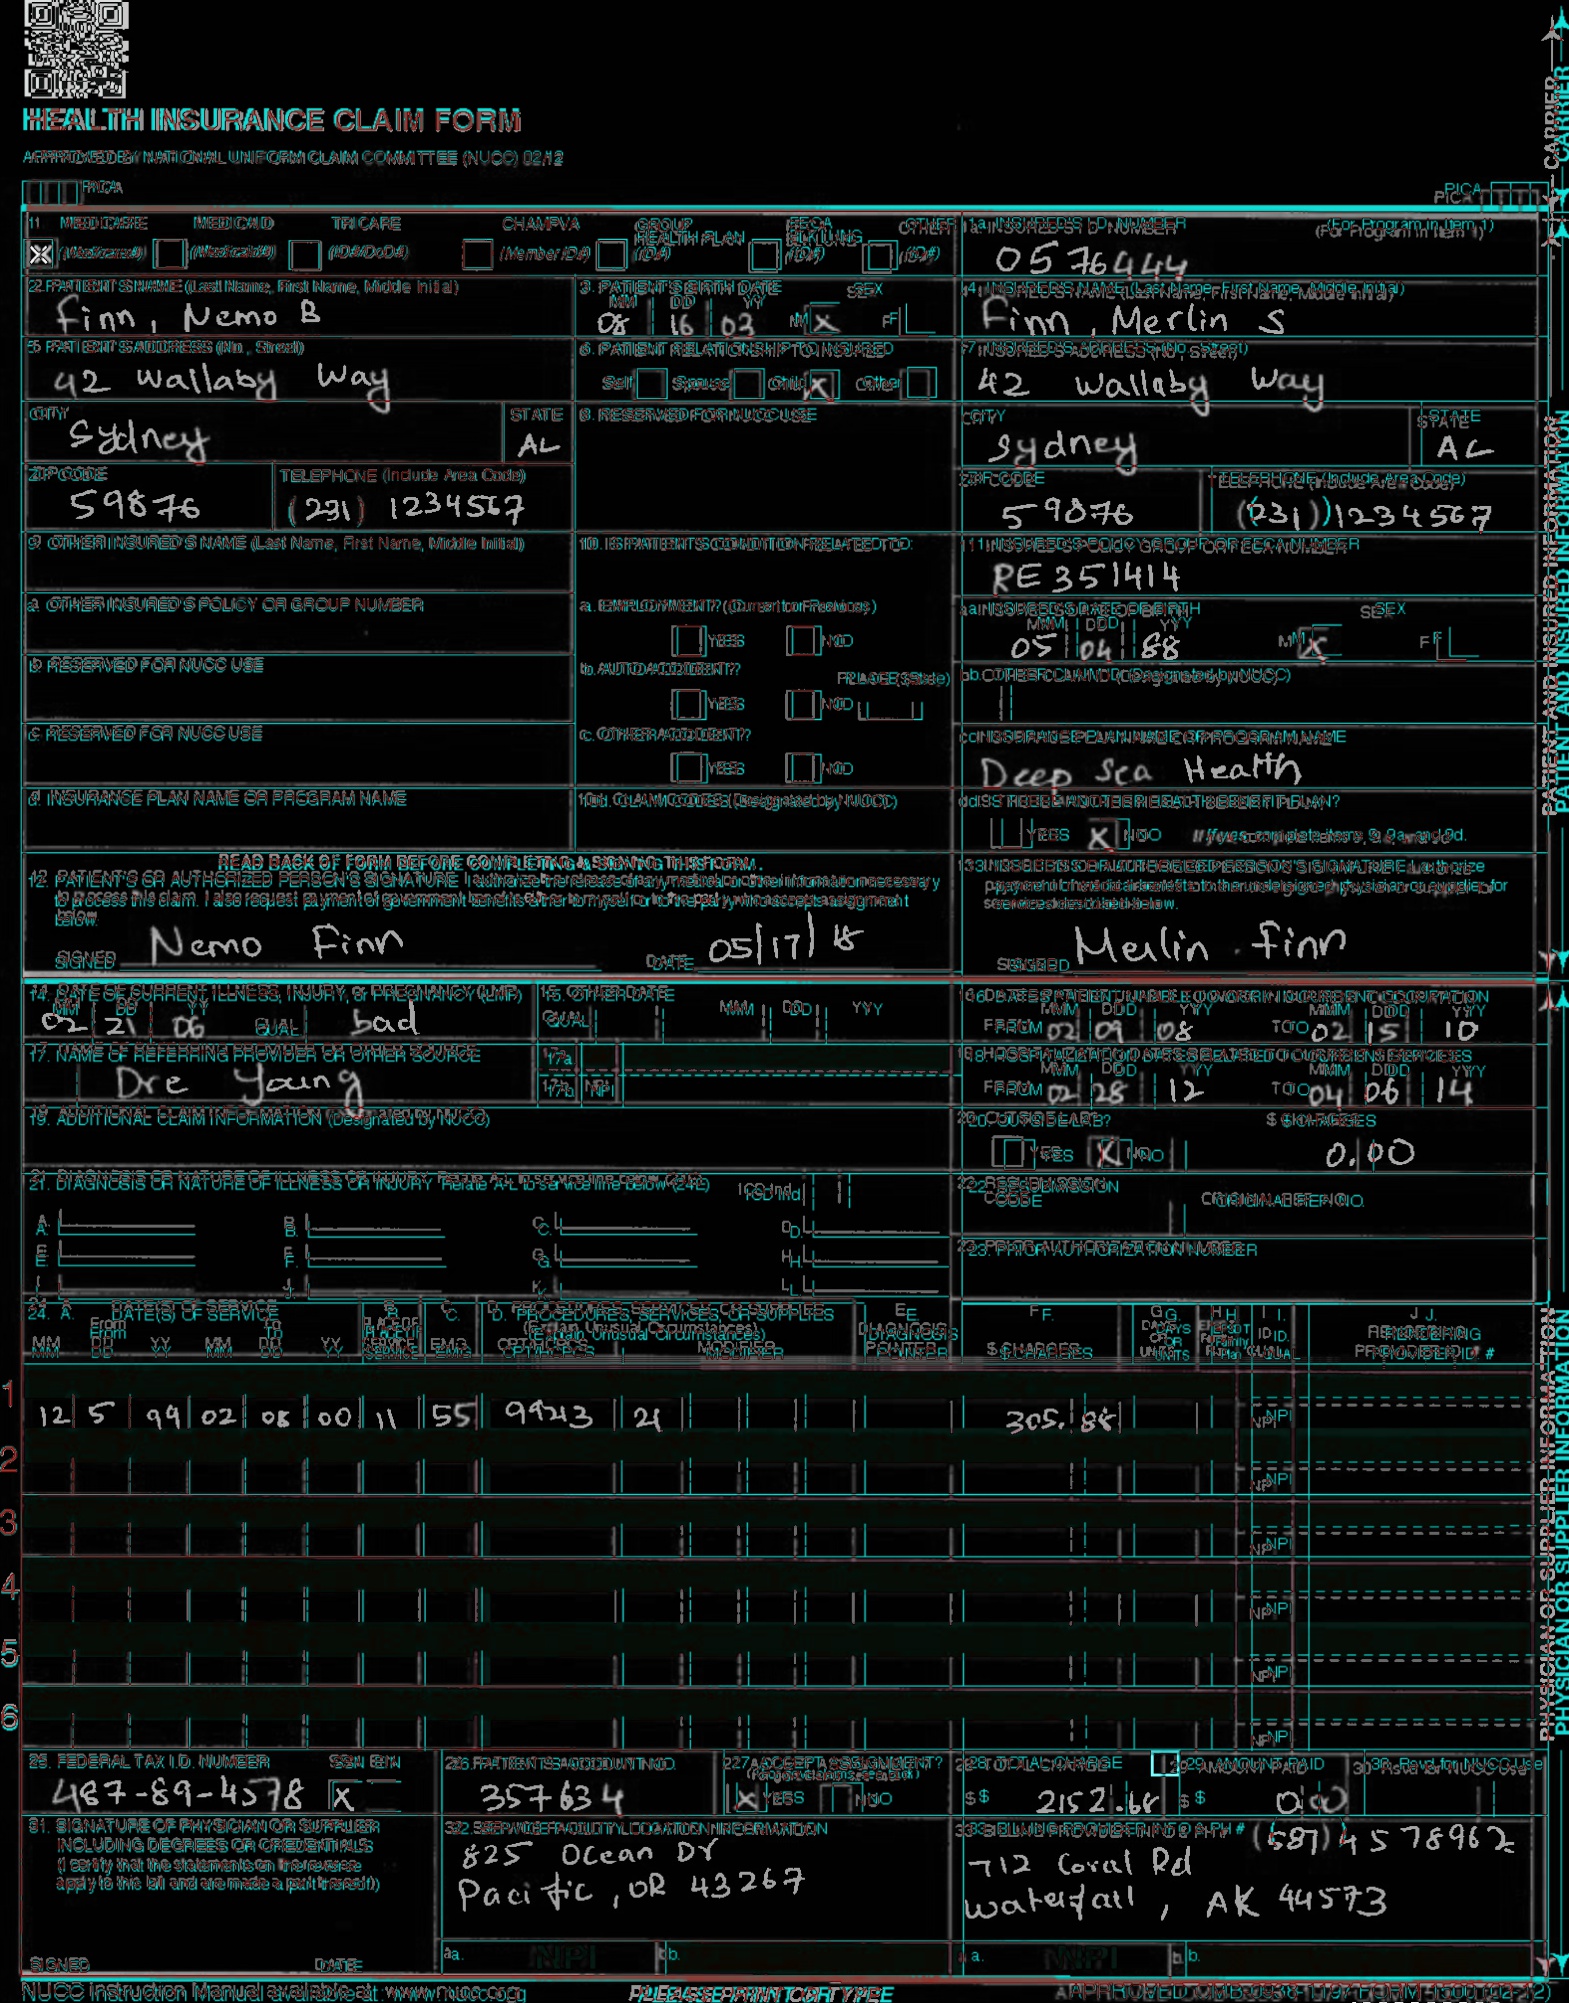 HEALTH INSURANCE CLAIM FORM
APPROVED BY NATIONAL UNIFORM CLAIM COMMITTEE (NUCC) 02/12
PICA
PICA
CARRIER
1. MEDICARE MEDICAID TRICARE CHAMPVA GROUP HEALTH PLAN FECA BLK LUNG OTHER
(Medicare#) (Medicaid#) (ID#/DoD#) (Member ID#) (ID#) (ID#) (ID#)
1a. INSURED'S I.D. NUMBER (For Program in Item 1)
0576444
2. PATIENT'S NAME (Last Name, First Name, Middle Initial)
Finn, Nemo B
3. PATIENT'S BIRTH DATE SEX
MM DD YY
08 16 03 M X F
4. INSURED'S NAME (Last Name, First Name, Middle Initial)
Finn, Merlin S
5. PATIENT'S ADDRESS (No., Street)
42 Wallaby Way
6. PATIENT RELATIONSHIP TO INSURED
Self Spouse Child X Other
7. INSURED'S ADDRESS (No., Street)
42 Wallaby Way
CITY STATE
Sydney AL
8. RESERVED FOR NUCC USE
CITY STATE
Sydney AL
ZIP CODE TELEPHONE (Include Area Code)
59876 (231) 1234567
ZIP CODE TELEPHONE (Include Area Code)
59876 (231) 1234567
9. OTHER INSURED'S NAME (Last Name, First Name, Middle Initial)
10. IS PATIENT'S CONDITION RELATED TO:
11. INSURED'S POLICY GROUP OR FECA NUMBER
RE351414
a. OTHER INSURED'S POLICY OR GROUP NUMBER
a. EMPLOYMENT? (Current or Previous)
YES NO
a. INSURED'S DATE OF BIRTH SEX
MM DD YY
05 04 88 M X F
b. RESERVED FOR NUCC USE
b. AUTO ACCIDENT? PLACE (State)
YES NO
b. OTHER CLAIM ID (Designated by NUCC)
c. RESERVED FOR NUCC USE
c. OTHER ACCIDENT?
YES NO
c. INSURANCE PLAN NAME OR PROGRAM NAME
Deep Sea Health
d. INSURANCE PLAN NAME OR PROGRAM NAME
10d. CLAIM CODES (Designated by NUCC)
d. IS THERE ANOTHER HEALTH BENEFIT PLAN?
YES X NO If yes, complete items 9, 9a, and 9d.
PATIENT AND INSURED INFORMATION
READ BACK OF FORM BEFORE COMPLETING & SIGNING THIS FORM.
12. PATIENT'S OR AUTHORIZED PERSON'S SIGNATURE I authorize the release of any medical or other information necessary
to process this claim. I also request payment of government benefits either to myself or to the party who accepts assignment
below.
SIGNED Nemo Finn DATE 05/17/18
13. INSURED'S OR AUTHORIZED PERSON'S SIGNATURE I authorize
payment of medical benefits to the undersigned physician or supplier for
services described below.
SIGNED Merlin Finn
14. DATE OF CURRENT ILLNESS, INJURY, or PREGNANCY (LMP)
MM DD YY
02 21 06 QUAL. bad
15. OTHER DATE
QUAL. MM DD YY
16. DATES PATIENT UNABLE TO WORK IN CURRENT OCCUPATION
MM DD YY MM DD YY
FROM 02 09 08 TO 02 15 10
17. NAME OF REFERRING PROVIDER OR OTHER SOURCE
Dre Young
17a.
17b. NPI
18. HOSPITALIZATION DATES RELATED TO CURRENT SERVICES
MM DD YY MM DD YY
FROM 02 28 12 TO 04 06 14
19. ADDITIONAL CLAIM INFORMATION (Designated by NUCC)
20. OUTSIDE LAB? $ CHARGES
YES X NO 0.00
21. DIAGNOSIS OR NATURE OF ILLNESS OR INJURY Relate A-L to service line below (24E) ICD Ind.
A. B. C. D.
E. F. G. H.
I. J. K. L.
22. RESUBMISSION CODE ORIGINAL REF. NO.
23. PRIOR AUTHORIZATION NUMBER
24. A. DATE(S) OF SERVICE B. C. D. PROCEDURES, SERVICES, OR SUPPLIES E. F. G. H. I. J.
From To PLACE OF (Explain Unusual Circumstances) DIAGNOSIS DAYS OR EPSDT ID. RENDERING
MM DD YY MM DD YY SERVICE EMG CPT/HCPCS MODIFIER POINTER $ CHARGES UNITS Family Plan QUAL. PROVIDER ID. #
1 12 5 99 02 08 00 11 55 99213 21 305. 88 NPI
2 NPI
3 NPI
4 NPI
5 NPI
6 NPI
PHYSICIAN OR SUPPLIER INFORMATION
25. FEDERAL TAX I.D. NUMBER SSN EIN
487-89-4578 X
26. PATIENT'S ACCOUNT NO.
357634
27. ACCEPT ASSIGNMENT?
X YES NO
28. TOTAL CHARGE
$ 2152.68
29. AMOUNT PAID
$ 0.00
30. Rsvd for NUCC Use
31. SIGNATURE OF PHYSICIAN OR SUPPLIER
INCLUDING DEGREES OR CREDENTIALS
(I certify that the statements on the reverse
apply to this bill and are made a part thereof.)
SIGNED DATE
32. SERVICE FACILITY LOCATION INFORMATION
825 Ocean Dr
Pacific, OR 43267
a. NPI b.
33. BILLING PROVIDER INFO & PH # (587) 4578962
712 Coral Rd
Waterfall, AK 44573
a. NPI b.
NUCC Instruction Manual available at: www.nucc.org
PLEASE PRINT OR TYPE
APPROVED OMB-0938-1197 FORM 1500 (02-12)